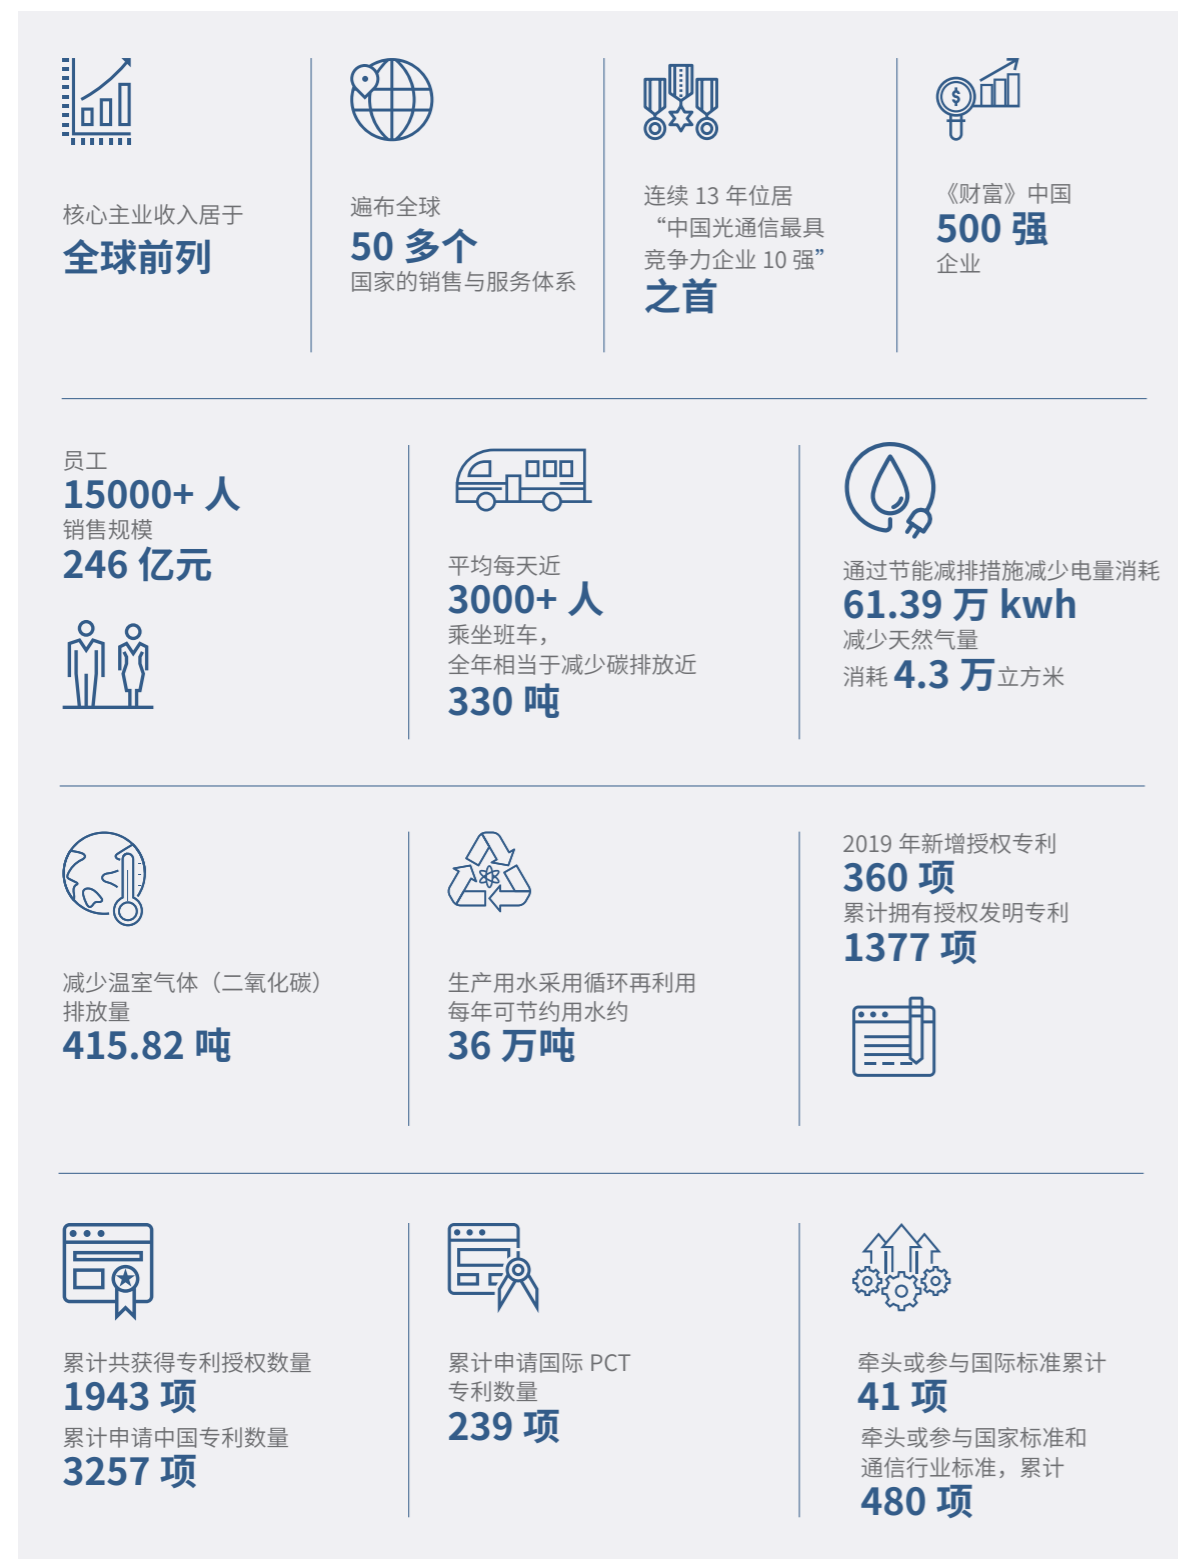 核心主业收入居于
全球前列
遍布全球
50 多个
国家的销售与服务体系
连续 13 年位居
“中国光通信最具
竞争力企业 10 强”
之首
《财富》中国
500 强
企业
员工
15000+ 人
销售规模
246 亿元
平均每天近
3000+ 人
乘坐班车，
全年相当于减少碳排放近
330 吨
通过节能减排措施减少电量消耗
61.39 万 kwh
减少天然气量
消耗 4.3 万立方米
减少温室气体（二氧化碳）
排放量
415.82 吨
生产用水采用循环再利用
每年可节约用水约
36 万吨
2019 年新增授权专利
360 项
累计拥有授权发明专利
1377 项
累计共获得专利授权数量
1943 项
累计申请中国专利数量
3257 项
累计申请国际 PCT
专利数量
239 项
牵头或参与国际标准累计
41 项
牵头或参与国家标准和
通信行业标准，累计
480 项